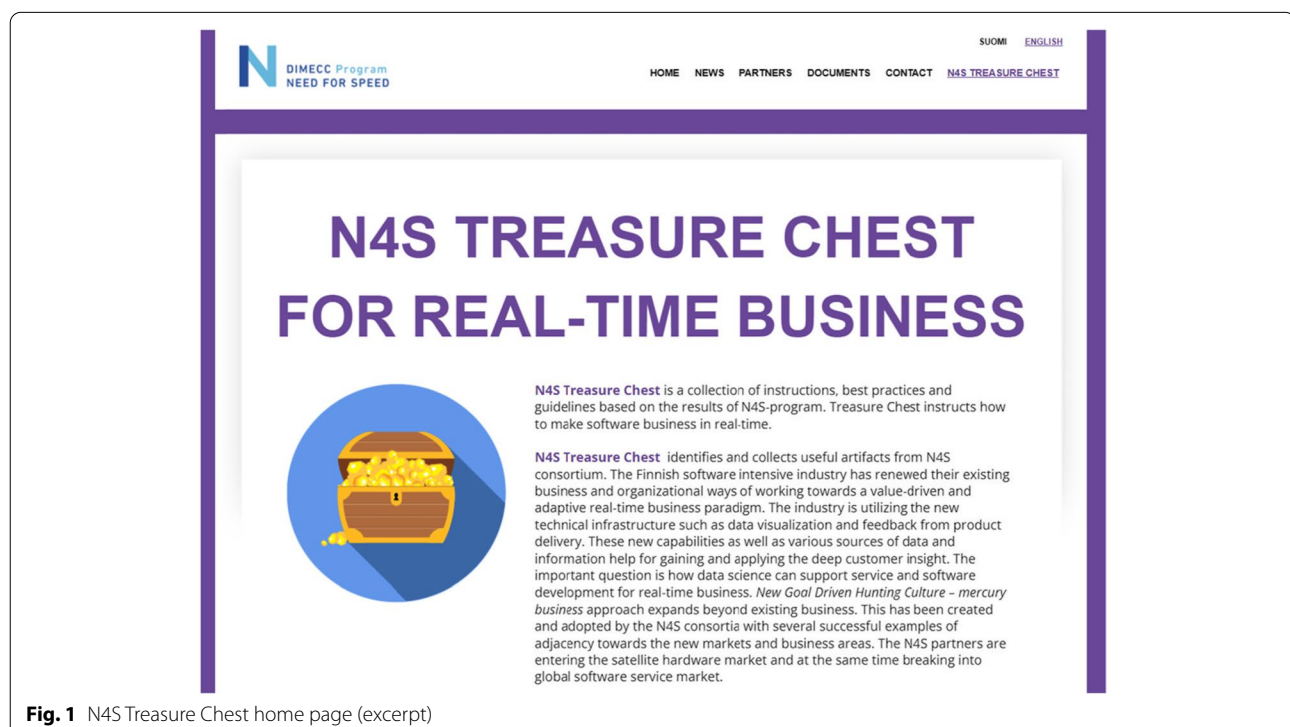 SUOMI ENGLISH
DIMECC Program
NEED FOR SPEED
HOME NEWS PARTNERS DOCUMENTS CONTACT N4S TREASURE CHEST
N4S TREASURE CHEST
FOR REAL-TIME BUSINESS
N4S Treasure Chest is a collection of instructions, best practices and
guidelines based on the results of N4S-program. Treasure Chest instructs how
to make software business in real-time.
N4S Treasure Chest identifies and collects useful artifacts from N4S
consortium. The Finnish software intensive industry has renewed their existing
business and organizational ways of working towards a value-driven and
adaptive real-time business paradigm. The industry is utilizing the new
technical infrastructure such as data visualization and feedback from product
delivery. These new capabilities as well as various sources of data and
information help for gaining and applying the deep customer insight. The
important question is how data science can support service and software
development for real-time business. New Goal Driven Hunting Culture – mercury
business approach expands beyond existing business. This has been created
and adopted by the N4S consortia with several successful examples of
adjacency towards the new markets and business areas. The N4S partners are
entering the satellite hardware market and at the same time breaking into
global software service market.
Fig. 1 N4S Treasure Chest home page (excerpt)